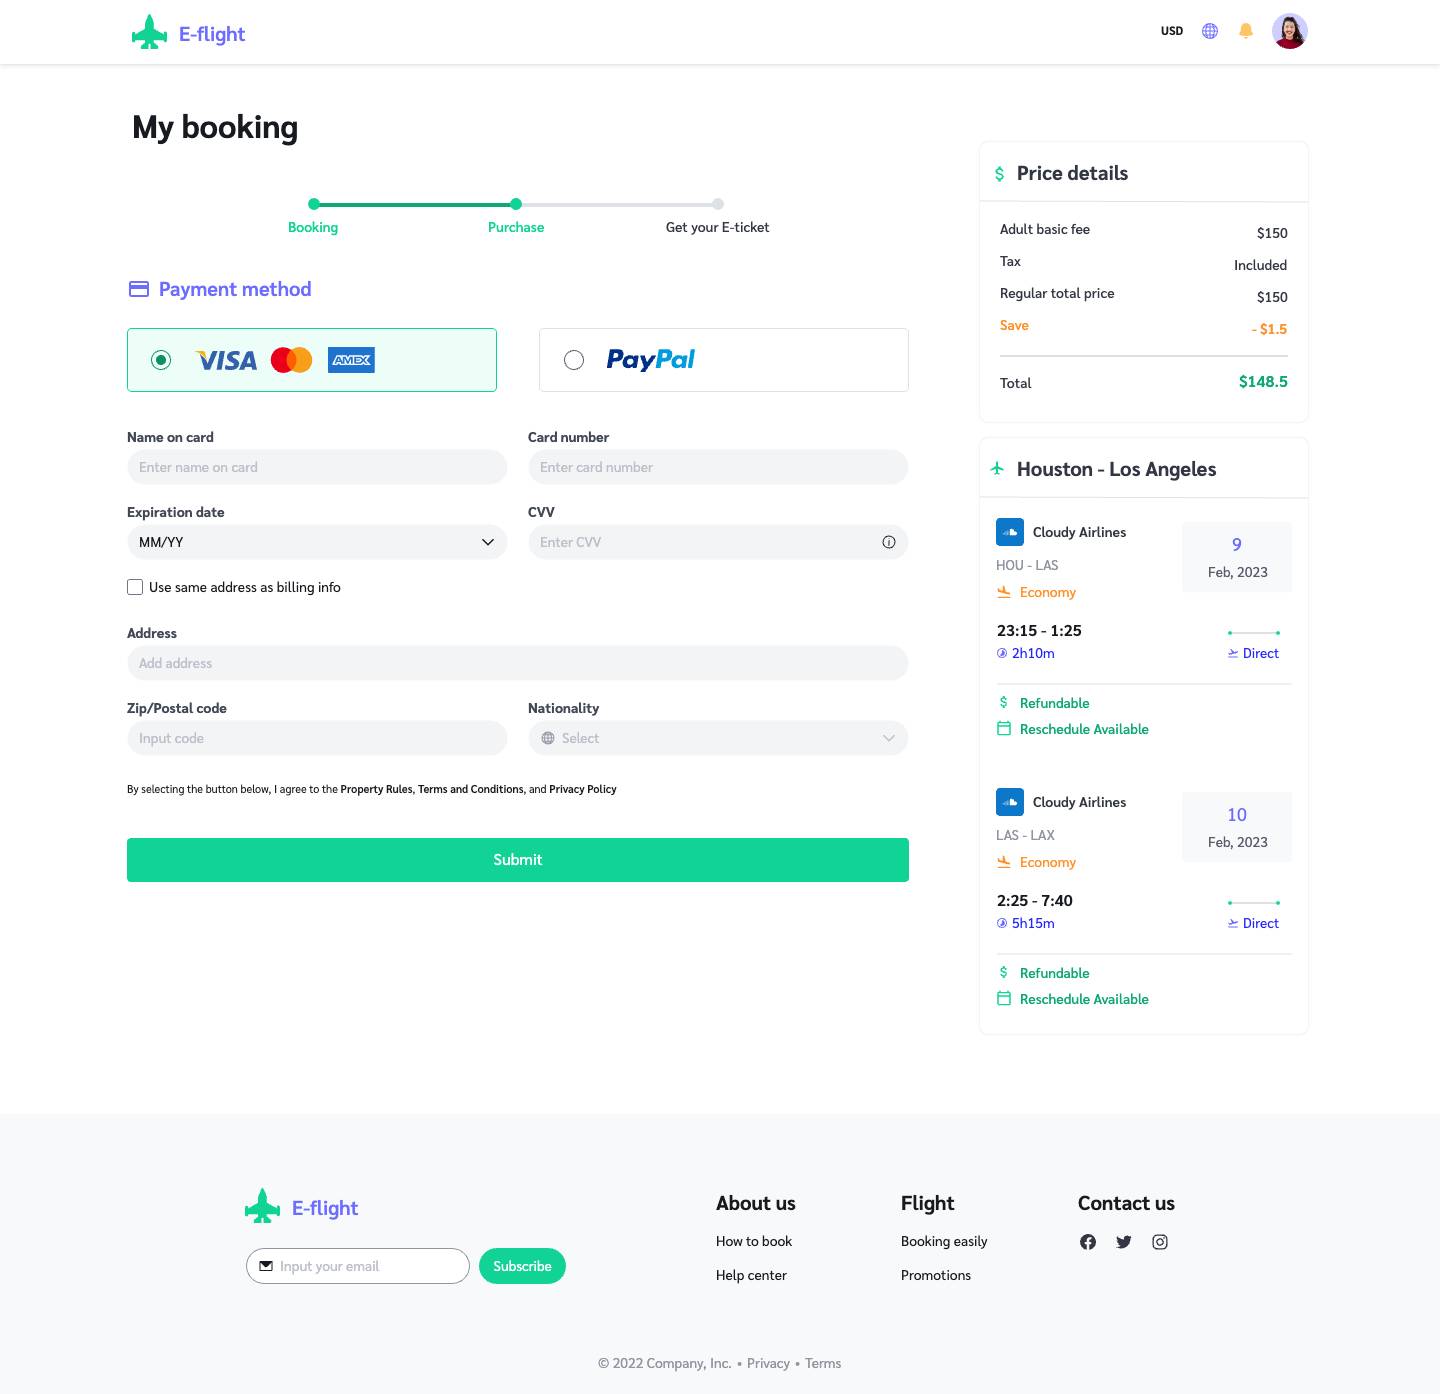 E-flight
USD
My booking
Booking
Purchase
Get your E-ticket
Payment method
VISA
AMEX
PayPal
Name on card
Card number
Enter name on card
Enter card number
Expiration date
CVV
MM/YY
Enter CVV
Use same address as billing info
Address
Add address
Zip/Postal code
Nationality
Input code
Select
By selecting the button below, I agree to the Property Rules, Terms and Conditions, and Privacy Policy
Submit
Price details
Adult basic fee
$150
Tax
Included
Regular total price
$150
Save
- $1.5
Total
$148.5
Houston - Los Angeles
Cloudy Airlines
9
HOU - LAS
Feb, 2023
Economy
23:15 - 1:25
2h10m
Direct
Refundable
Reschedule Available
Cloudy Airlines
10
LAS - LAX
Feb, 2023
Economy
2:25 - 7:40
5h15m
Direct
Refundable
Reschedule Available
E-flight
Input your email
Subscribe
About us
How to book
Help center
Flight
Booking easily
Promotions
Contact us
© 2022 Company, Inc. • Privacy • Terms